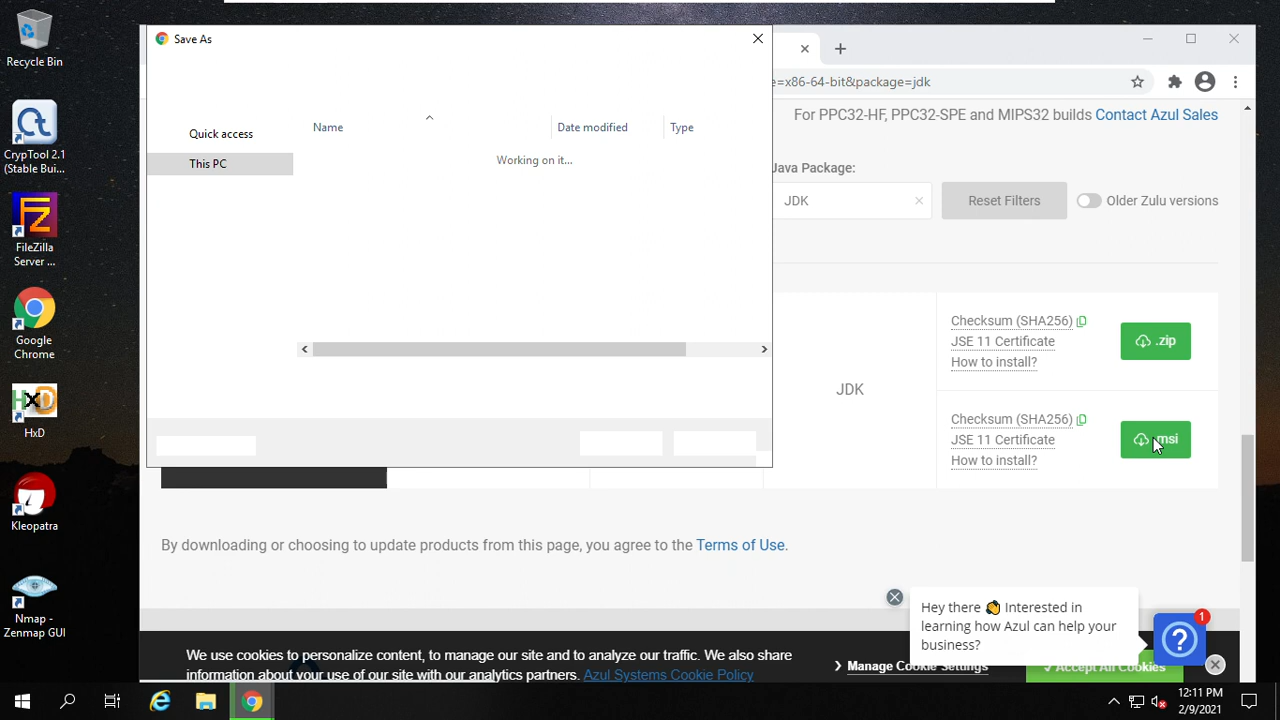 Recycle Bin
CrypTool 2.1
(Stable Bui...
FileZilla
Server ...
Google
Chrome
HxD
Kleopatra
Nmap -
Zenmap GUI
Save As
Quick access
This PC
Name
Date modified
Type
Working on it...
e=x86-64-bit&package=jdk
For PPC32-HF, PPC32-SPE and MIPS32 builds Contact Azul Sales
Java Package:
JDK
Reset Filters
Older Zulu versions
JDK
Checksum (SHA256)
JSE 11 Certificate
How to install?
.zip
Checksum (SHA256)
JSE 11 Certificate
How to install?
.msi
By downloading or choosing to update products from this page, you agree to the Terms of Use.
Hey there 👋 Interested in
learning how Azul can help your
business?
1
We use cookies to personalize content, to manage our site and to analyze our traffic. We also share
information about your use of our site with our analytics partners. Azul Systems Cookie Policy
Manage Cookie Settings
Accept All Cookies
12:11 PM
2/9/2021